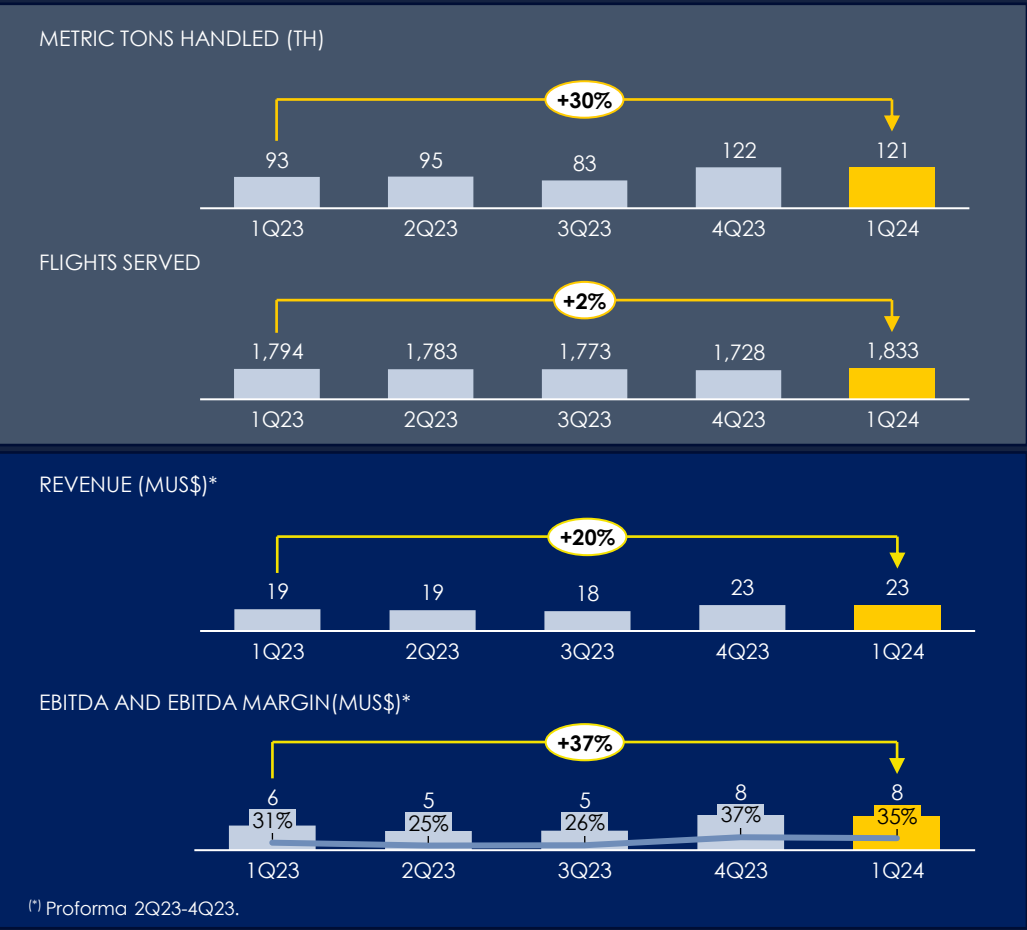 METRIC TONS HANDLED (TH)
+30%
93 95 83 122 121
1Q23 2Q23 3Q23 4Q23 1Q24
FLIGHTS SERVED
+2%
1,794 1,783 1,773 1,728 1,833
1Q23 2Q23 3Q23 4Q23 1Q24
REVENUE (MUS$)*
+20%
19 19 18 23 23
1Q23 2Q23 3Q23 4Q23 1Q24
EBITDA AND EBITDA MARGIN(MUS$)*
+37%
6 5 5 8 8
31% 25% 26% 37% 35%
1Q23 2Q23 3Q23 4Q23 1Q24
(*) Proforma 2Q23-4Q23.